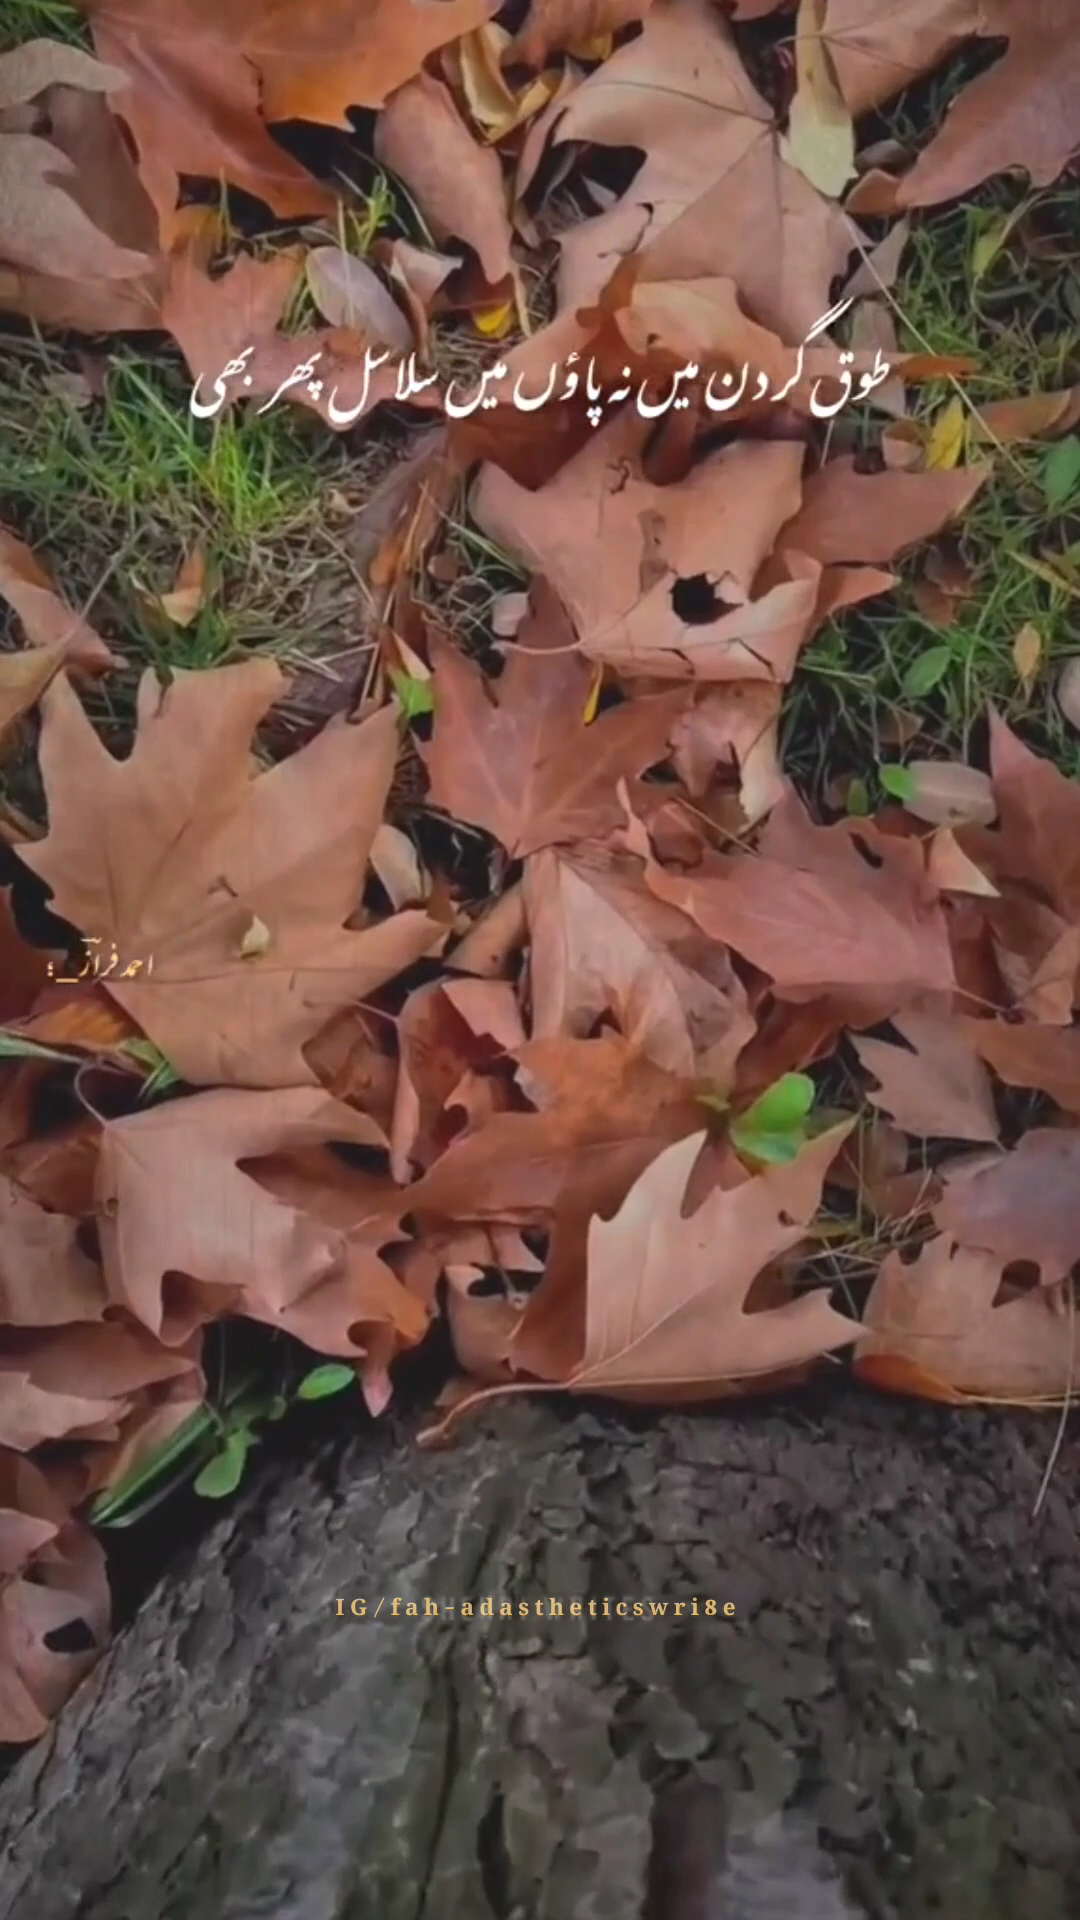 طوق گردن میں نہ پاؤں میں سلاسل پھر بھی
احمد فرازؔ؛
IG/fah-adastheticswri8e